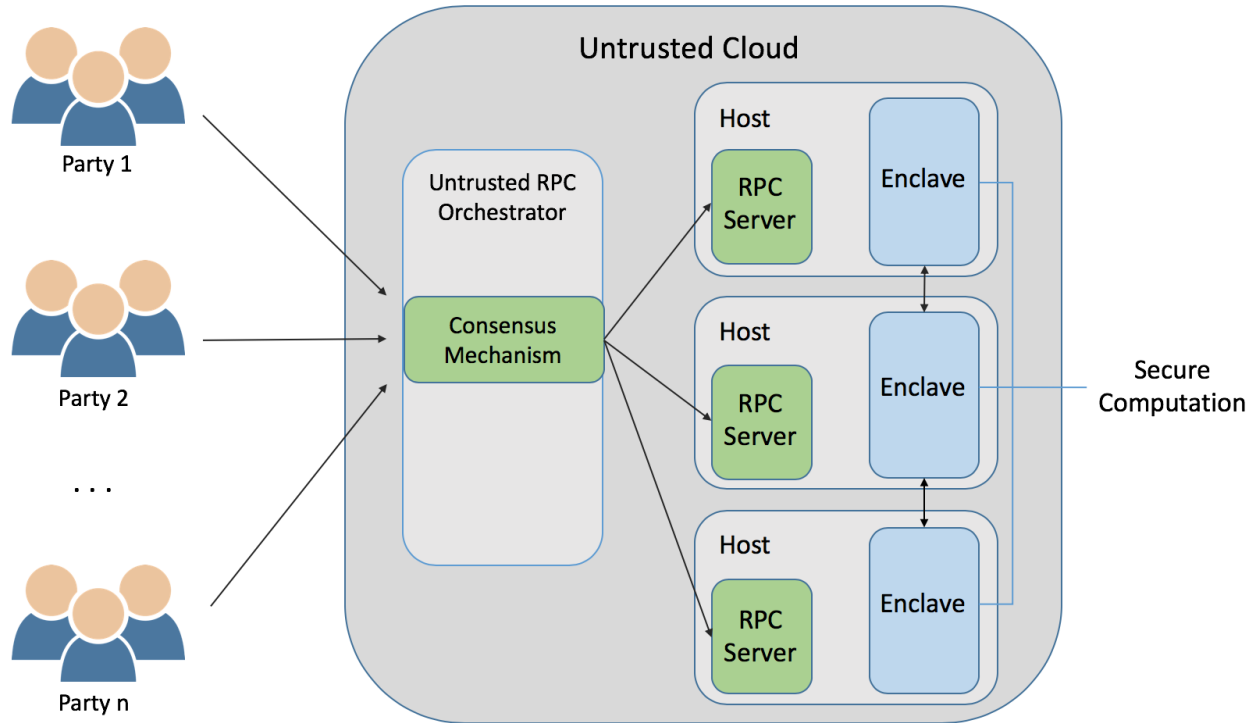 Party 1
Party 2
. . .
Party n
Untrusted Cloud
Untrusted RPC
Orchestrator
Consensus
Mechanism
Host
RPC
Server
Enclave
Host
RPC
Server
Enclave
Host
RPC
Server
Enclave
Secure
Computation